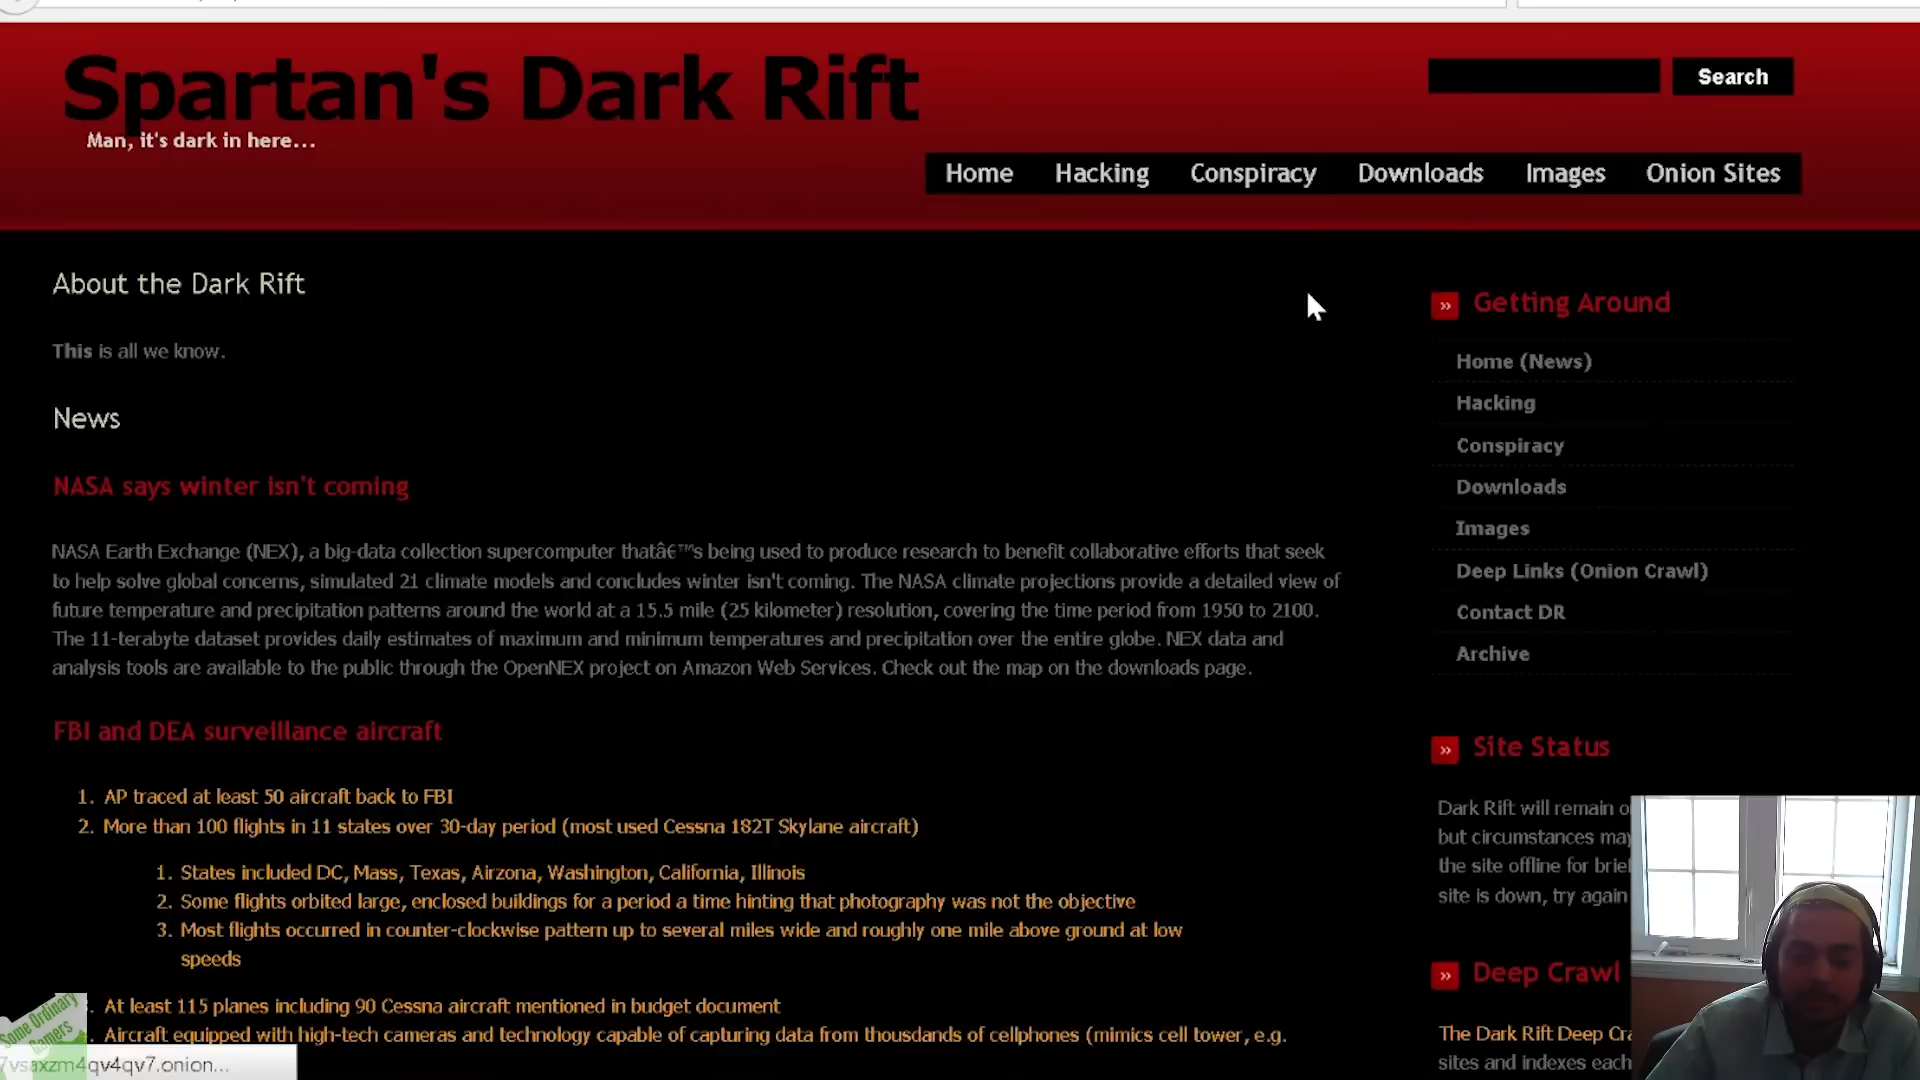 Spartan's Dark Rift
Man, it's dark in here...
Search
Home Hacking Conspiracy Downloads Images Onion Sites
About the Dark Rift
This is all we know.
News
NASA says winter isn't coming
NASA Earth Exchange (NEX), a big-data collection supercomputer thatâ€™s being used to produce research to benefit collaborative efforts that seek
to help solve global concerns, simulated 21 climate models and concludes winter isn't coming. The NASA climate projections provide a detailed view of
future temperature and precipitation patterns around the world at a 15.5 mile (25 kilometer) resolution, covering the time period from 1950 to 2100.
The 11-terabyte dataset provides daily estimates of maximum and minimum temperatures and precipitation over the entire globe. NEX data and
analysis tools are available to the public through the OpenNEX project on Amazon Web Services. Check out the map on the downloads page.
FBI and DEA surveillance aircraft
1. AP traced at least 50 aircraft back to FBI
2. More than 100 flights in 11 states over 30-day period (most used Cessna 182T Skylane aircraft)
1. States included DC, Mass, Texas, Airzona, Washington, California, Illinois
2. Some flights orbited large, enclosed buildings for a period a time hinting that photography was not the objective
3. Most flights occurred in counter-clockwise pattern up to several miles wide and roughly one mile above ground at low
speeds
At least 115 planes including 90 Cessna aircraft mentioned in budget document
Aircraft equipped with high-tech cameras and technology capable of capturing data from thousdands of cellphones (mimics cell tower, e.g.
» Getting Around
Home (News)
Hacking
Conspiracy
Downloads
Images
Deep Links (Onion Crawl)
Contact DR
Archive
» Site Status
Dark Rift will remain o
but circumstances may
the site offline for brief
site is down, try again
» Deep Crawl
The Dark Rift Deep Cra
sites and indexes each
Some Ordinary
Gamers
7vsaxzm4qv4qv7.onion...